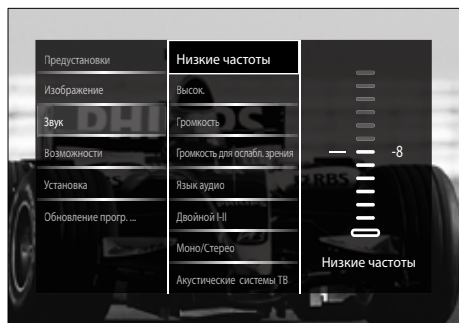 Предустановки
Изображение
Звук
Возможности
Установка
Обновление прогр. ...
Низкие частоты
Высок.
Громкость
Громкость для ослабл. зрения
Язык аудио
Двойной I-II
Моно/Стерео
Акустические системы ТВ
-8
Низкие частоты
RBS